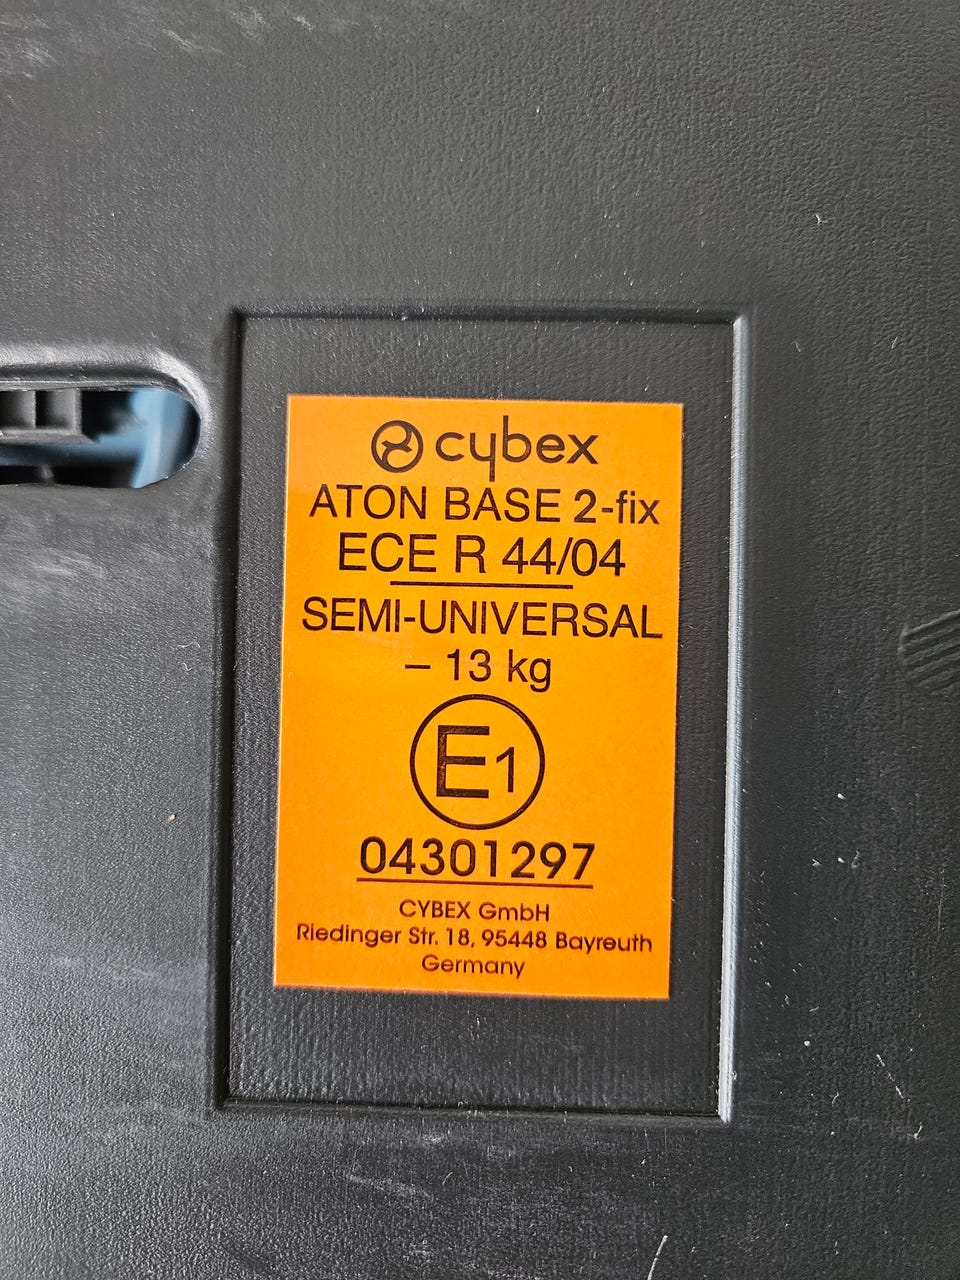 cybex
ATON BASE 2-fix
ECE R 44/04
SEMI-UNIVERSAL
– 13 kg
E1
04301297
CYBEX GmbH
Riedinger Str. 18, 95448 Bayreuth
Germany